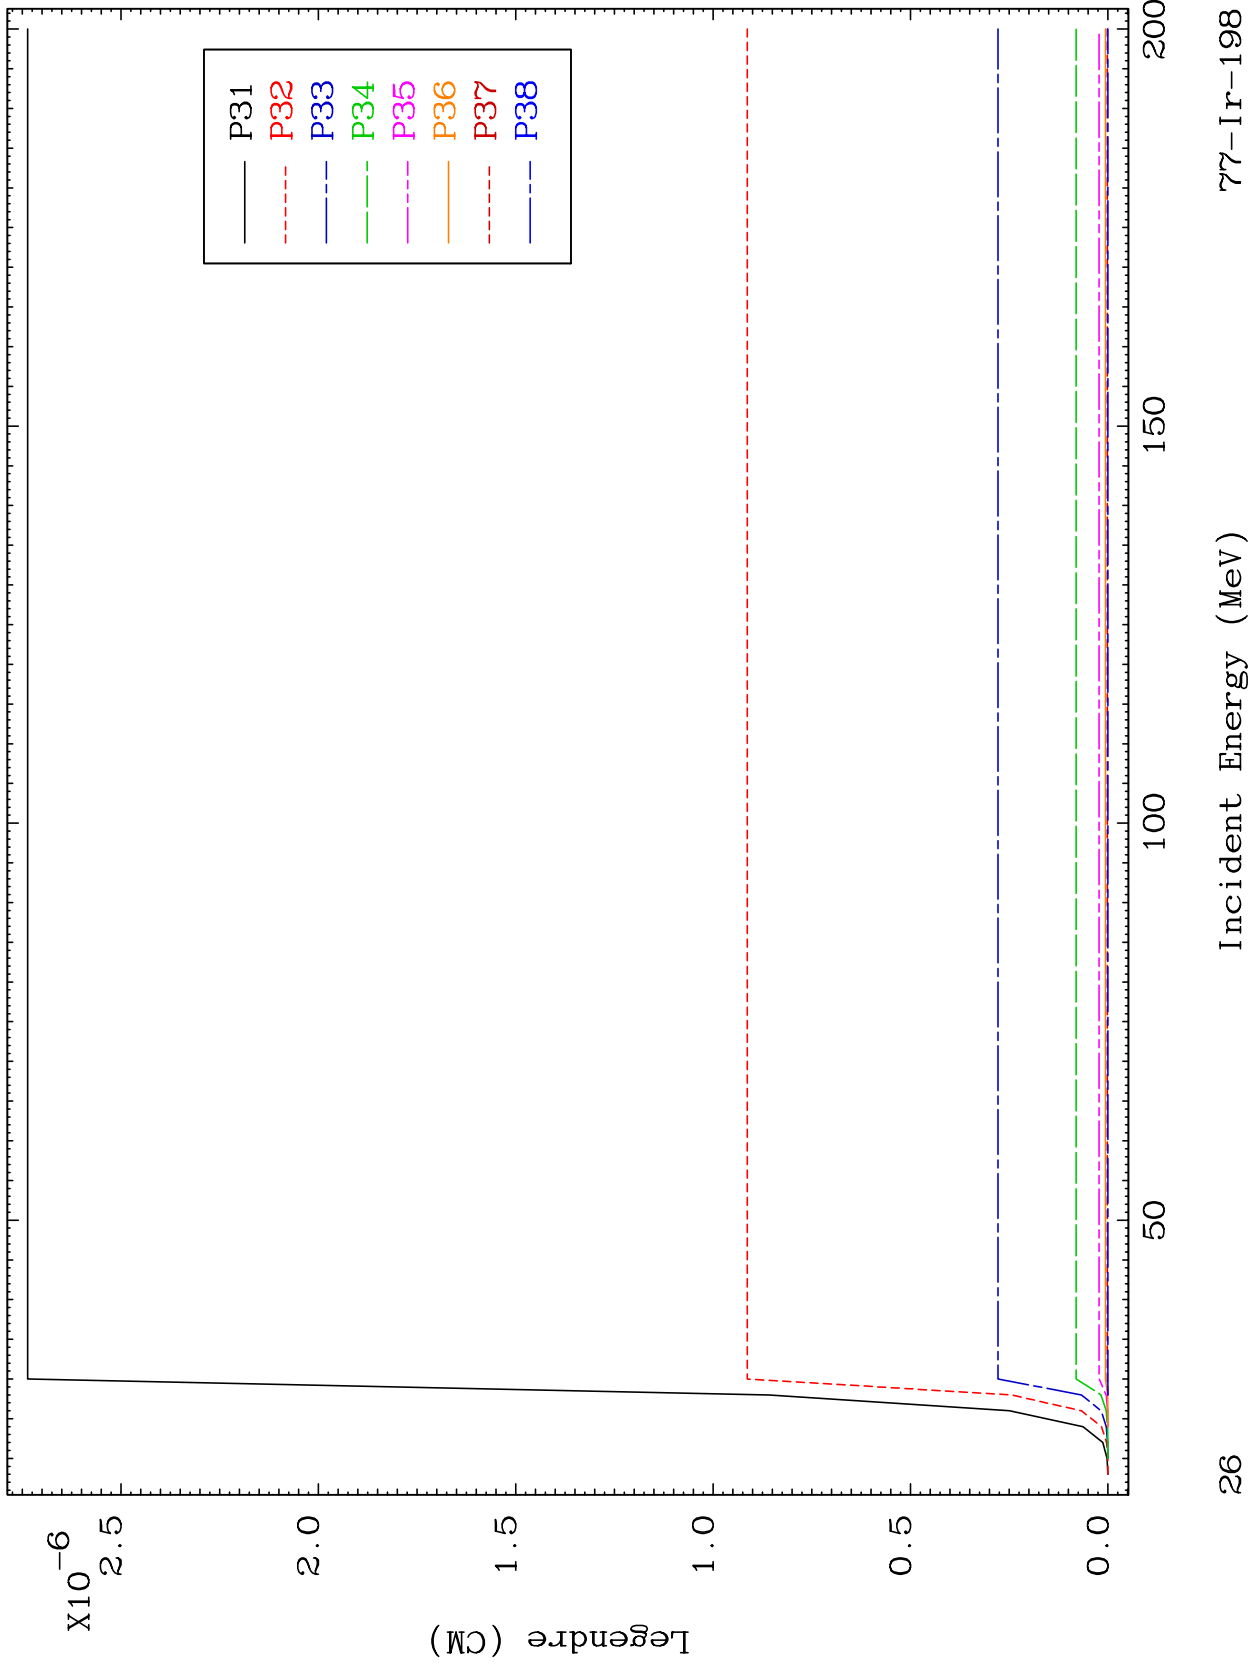 X10-6
2.5
2.0
1.5
1.0
0.5
0.0
Legendre (CM)
P31
P32
P33
P34
P35
P36
P37
P38
50
100
150
200
26
Incident Energy (MeV)
77-Ir-198